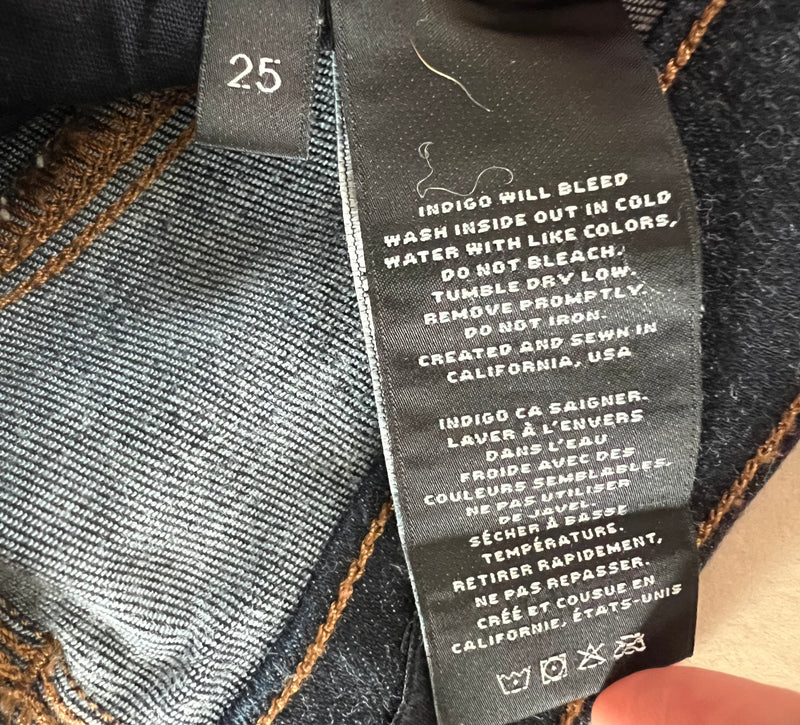 25
INDIGO WILL BLEED
WASH INSIDE OUT IN COLD
WATER WITH LIKE COLORS,
DO NOT BLEACH.
TUMBLE DRY LOW.
REMOVE PROMPTLY.
DO NOT IRON.
CREATED AND SEWN IN
CALIFORNIA, USA
INDIGO CA SAIGNER.
LAVER À L'ENVERS
DANS L'EAU
FROIDE AVEC DES
COULEURS SEMBLABLES.
NE PAS UTILISER
DE JAVEL.
SÉCHER À BASSE
TEMPÉRATURE.
RETIRER RAPIDEMENT,
NE PAS REPASSER.
CRÉÉ ET COUSUE EN
CALIFORNIE, ÉTATS-UNIS